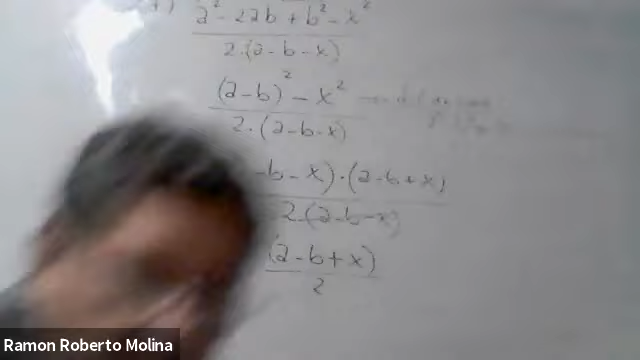 a² - 2ab + b² - x²
2.(a - b - x)
(a - b)² - x²
2.(a - b - x)
-b - x).(a - b + x)
2.(a - b - x)
(a - b + x)
2
Ramon Roberto Molina